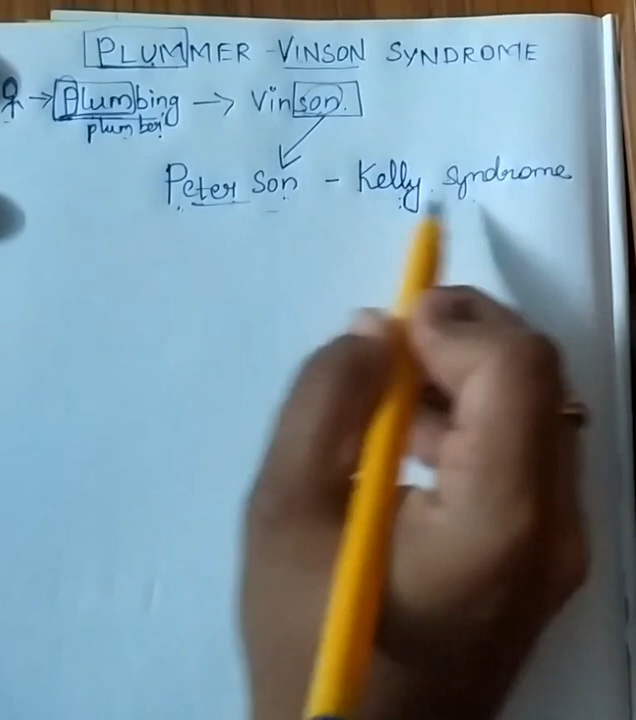 PLUMMER - VINSON SYNDROME
→ Plumbing → Vinson.
plumber
Peter Son - Kelly syndrome